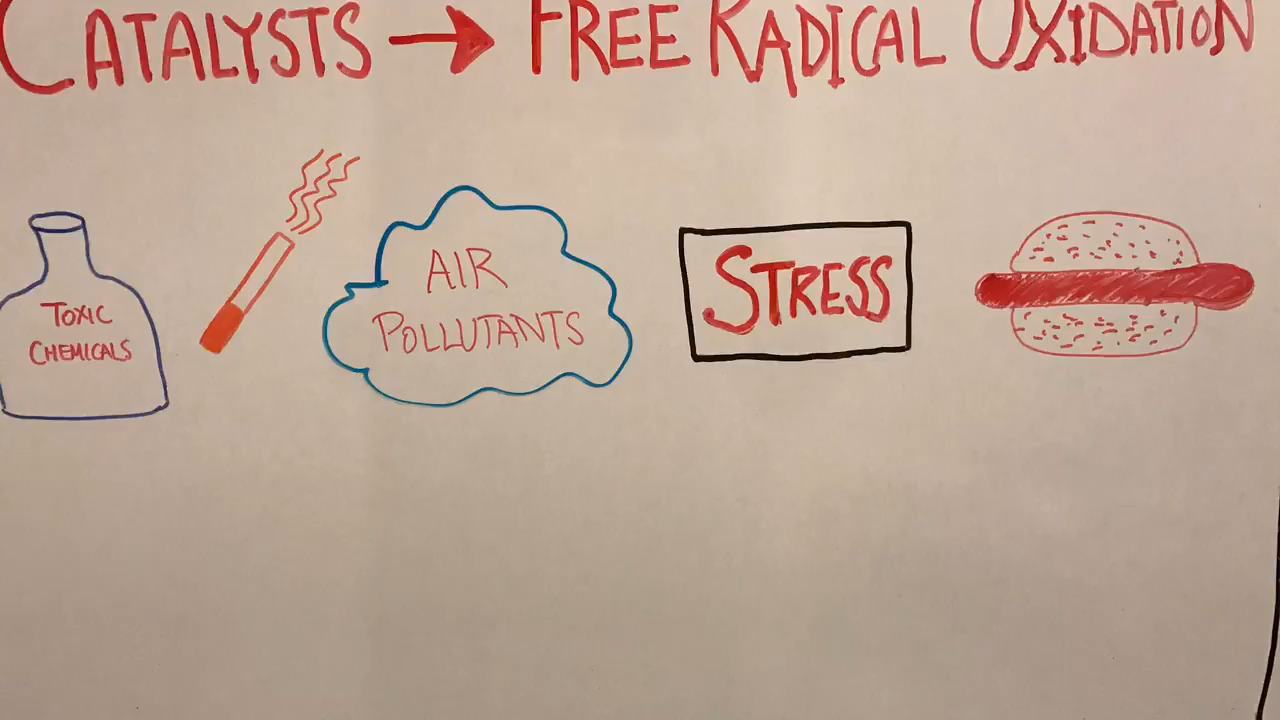 CATALYSTS → FREE RADICAL OXIDATION
TOXIC
CHEMICALS
AIR
POLLUTANTS
STRESS